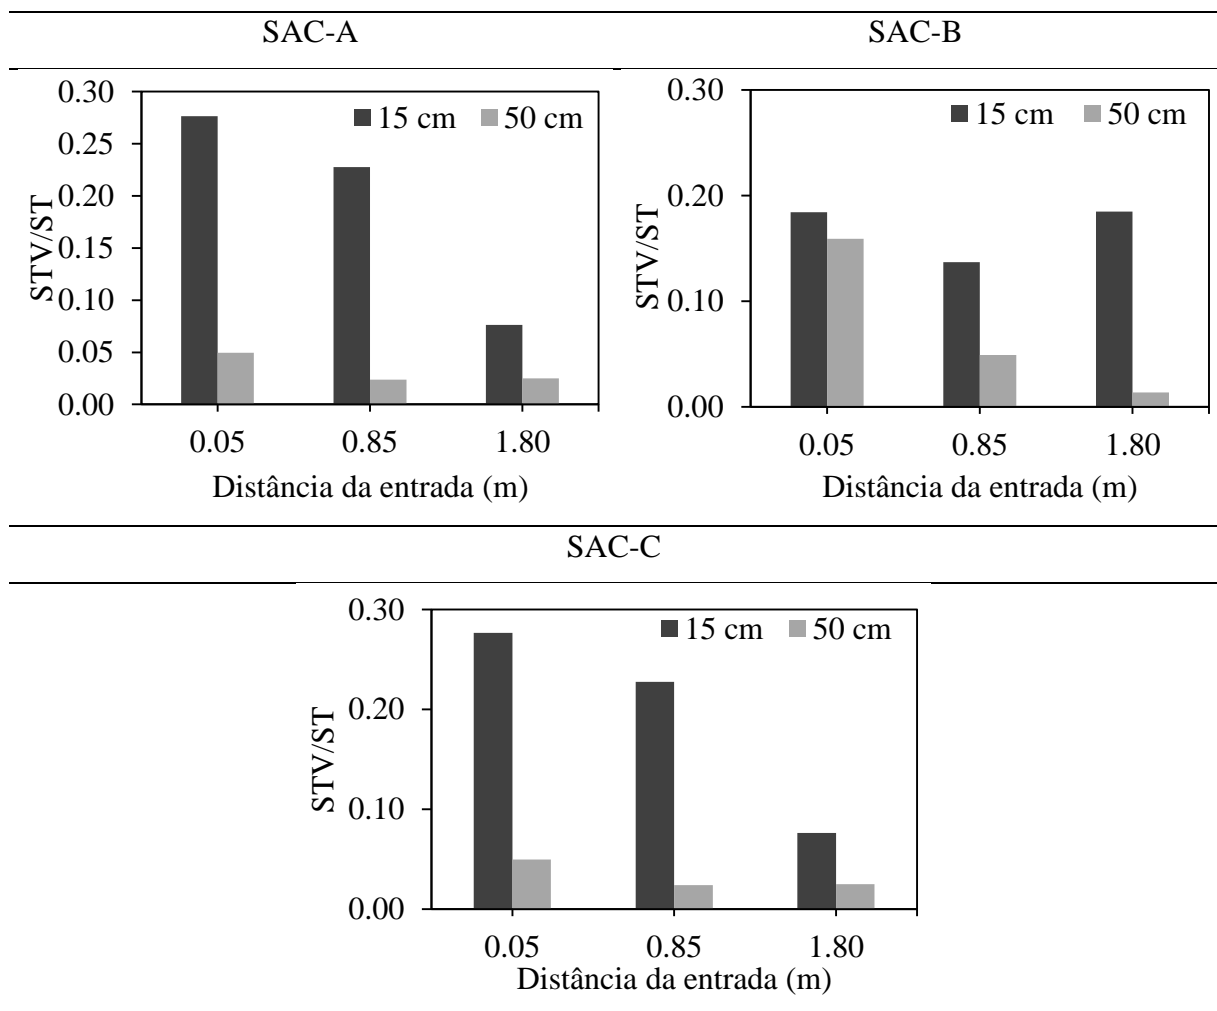 SAC-A
SAC-B
0.30
0.25
0.20
0.15
0.10
0.05
0.00
STV/ST
15 cm
50 cm
0.05 0.85 1.80
Distância da entrada (m)
0.30
0.20
0.10
0.00
STV/ST
15 cm
50 cm
0.05 0.85 1.80
Distância da entrada (m)
SAC-C
0.30
0.20
0.10
0.00
STV/ST
15 cm
50 cm
0.05 0.85 1.80
Distância da entrada (m)